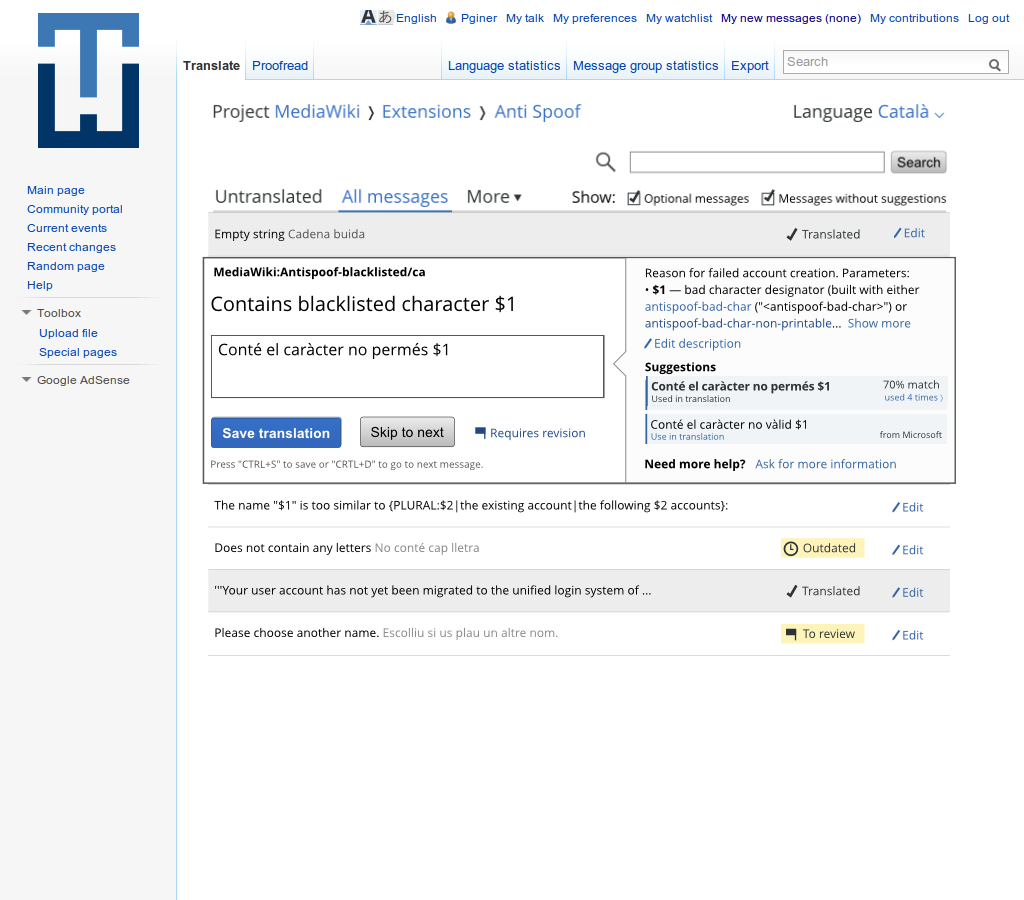 English Pginer My talk My preferences My watchlist My new messages (none) My contributions Log out
Translate Proofread Language statistics Message group statistics Export Search
Project MediaWiki ❭ Extensions ❭ Anti Spoof Language Català
Search
Untranslated All messages More ▾ Show: Optional messages Messages without suggestions
Main page
Community portal
Current events
Recent changes
Random page
Help
Toolbox
Upload file
Special pages
Google AdSense
Empty string Cadena buida Translated Edit
MediaWiki:Antispoof-blacklisted/ca
Contains blacklisted character $1
Conté el caràcter no permés $1
Save translation Skip to next Requires revision
Press "CTRL+S" to save or "CRTL+D" to go to next message.
Reason for failed account creation. Parameters:
• $1 — bad character designator (built with either
antispoof-bad-char ("<antispoof-bad-char>") or
antispoof-bad-char-non-printable... Show more
Edit description
Suggestions
Conté el caràcter no permés $1 70% match
Used in translation used 4 times ⟩
Conté el caràcter no vàlid $1
Use in translation from Microsoft
Need more help? Ask for more information
The name "$1" is too similar to {PLURAL:$2|the existing account|the following $2 accounts}: Edit
Does not contain any letters No conté cap lletra Outdated Edit
'''Your user account has not yet been migrated to the unified login system of ... Translated Edit
Please choose another name. Escolliu si us plau un altre nom. To review Edit